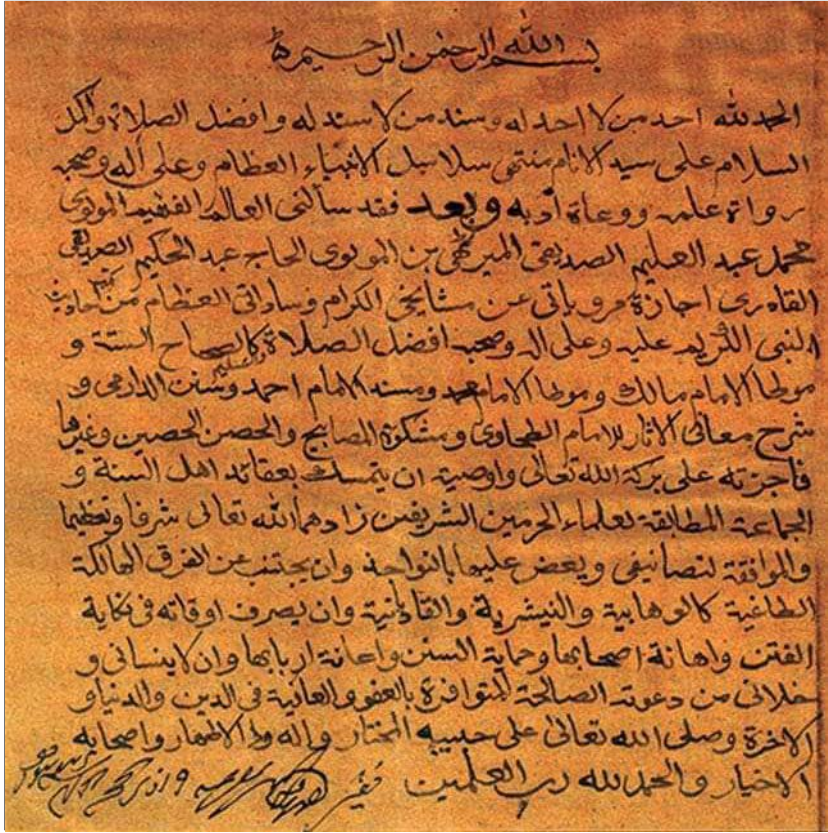 بسم الله الرحمن الرحيم
الحمد لله احد من لا احد له وسند من لا سند له وافضل الصلاة واكمل
السلام على سيد الانام منتهى سلاسل الانبياء العظام وعلى آله وصحبه
رواة علمه ووعاة أدبه وبعد فقد سألنى العالم الفهيم المولوى
محمد عبد العليم الصديقى الميرٹھی بن المولوى الحاج عبد الحكيم الصديقى
القادرى اجازة مروياتى عن مشايخى الكرام وساداتى العظام من احاديث
النبى الكريم عليه وعلى اله وصحبه افضل الصلاة والتسليم كالصحاح الستة و
موطا الامام مالك وموطا الامام محمد ومسند الامام احمد وسنن الدارمى و
شرح معانى الاثار للامام الطحاوى ومشكوة المصابيح والحصن الحصين وغيرها
فاجزته على بركة الله تعالى واوصيه ان يتمسك بعقائد اهل السنة و
الجماعة المطابقة لعلماء الحرمين الشريفين زادهما الله تعالى شرفا وتعظيما
والموافقة لتصانيفى ويعض عليها بالنواجذ وان يجتنب عن الفرق الهالكة
الطاغية كالوهابية والنيشرية والقاديانية وان يصرف اوقاته فى نكاية
الفتن واهانة اصحابها وحماية السنن واعانة اربابها وان لا ينسانى و
خلانى من دعوته الصالحة المتوافرة بالعفو والعافية فى الدين والدنيا و
الاخرة وصلى الله تعالى على حبيبه المختار واله الاطهار واصحابه
الاخيار والحمد لله رب العلمين فقير